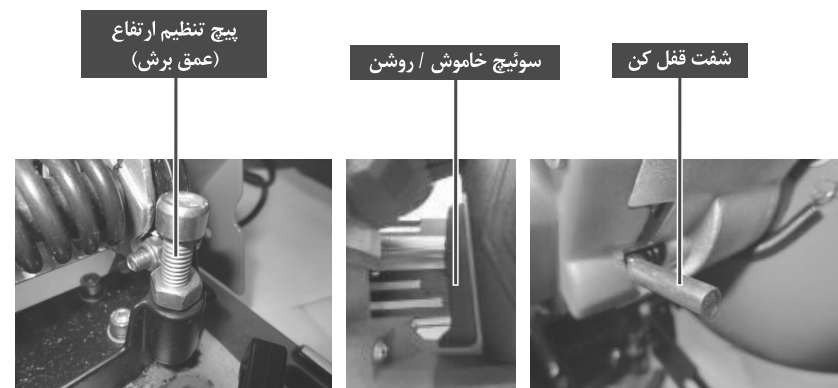 شفت قفل کن
سوئیچ خاموش / روشن
پیچ تنظیم ارتفاع
(عمق برش)